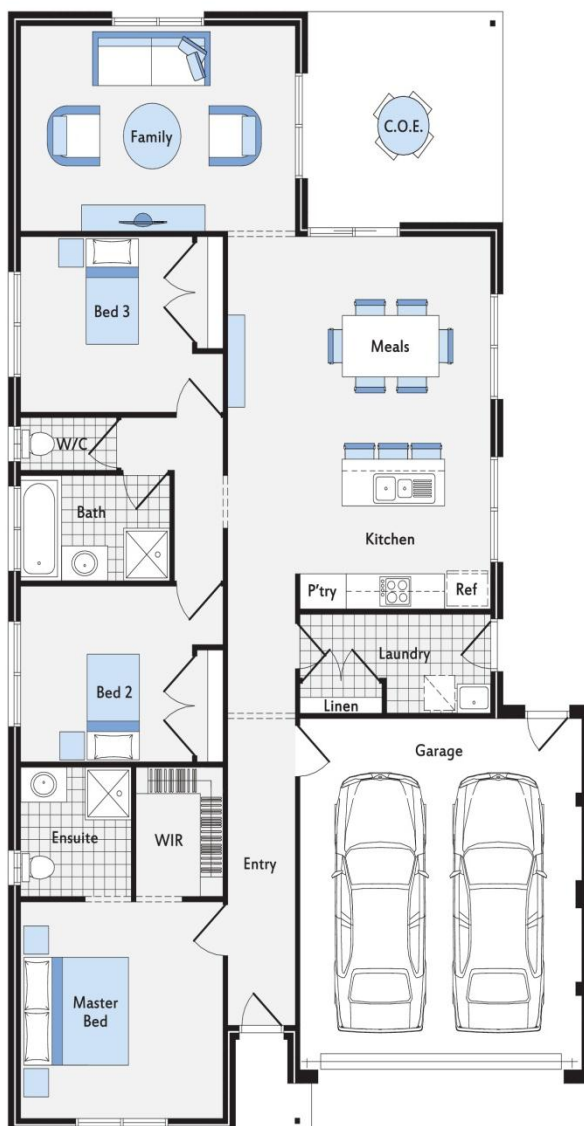 Family
C.O.E.
Bed 3
Meals
W/C
Bath
Kitchen
P'try
Ref
Bed 2
Laundry
Linen
Garage
Ensuite
WIR
Entry
Master
Bed